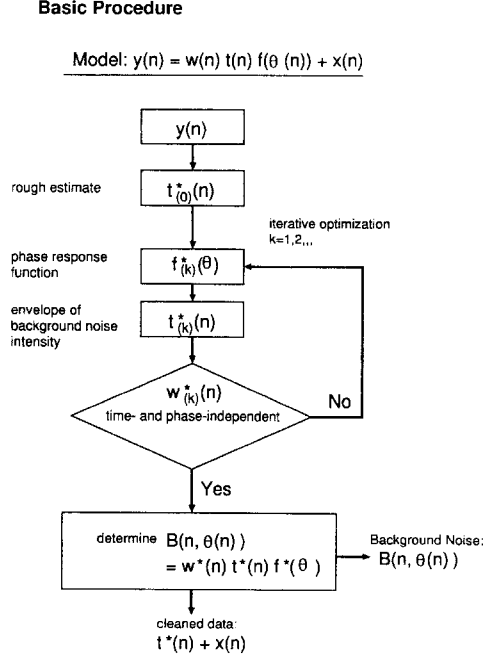 Basic Procedure
Model: y(n) = w(n) t(n) f(θ (n)) + x(n)
y(n)
rough estimate
t*(0)(n)
iterative optimization
k=1,2,,,
phase response
function
f*(k)(θ)
envelope of
background noise
intensity
t*(k)(n)
w*(k)(n)
time- and phase-independent
No
Yes
determine B(n, θ(n) )
= w*(n) t*(n) f*(θ )
Background Noise:
B(n, θ(n) )
cleaned data:
t*(n) + x(n)